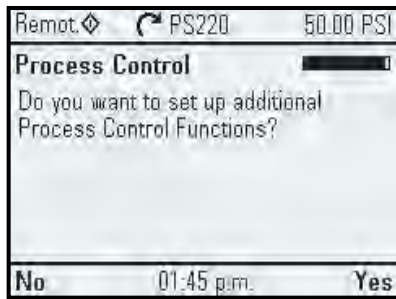 Remot. PS220 50.00 PSI
Process Control
Do you want to set up additional
Process Control Functions?
No 01:45 p.m. Yes